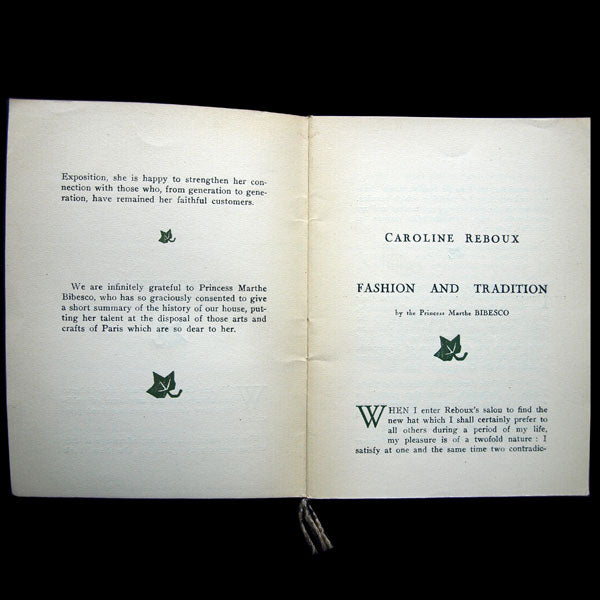 Exposition, she is happy to strengthen her con-
nection with those who, from generation to gene-
ration, have remained her faithful customers.
We are infinitely grateful to Princess Marthe
Bibesco, who has so graciously consented to give
a short summary of the history of our house, put-
ting her talent at the disposal of those arts and
crafts of Paris which are so dear to her.
CAROLINE REBOUX
FASHION AND TRADITION
by the Princess Marthe BIBESCO
WHEN I enter Reboux's salon to find the
new hat which I shall certainly prefer to
all others during a period of my life,
my pleasure is of a twofold nature : I
satisfy at one and the same time two contradic-